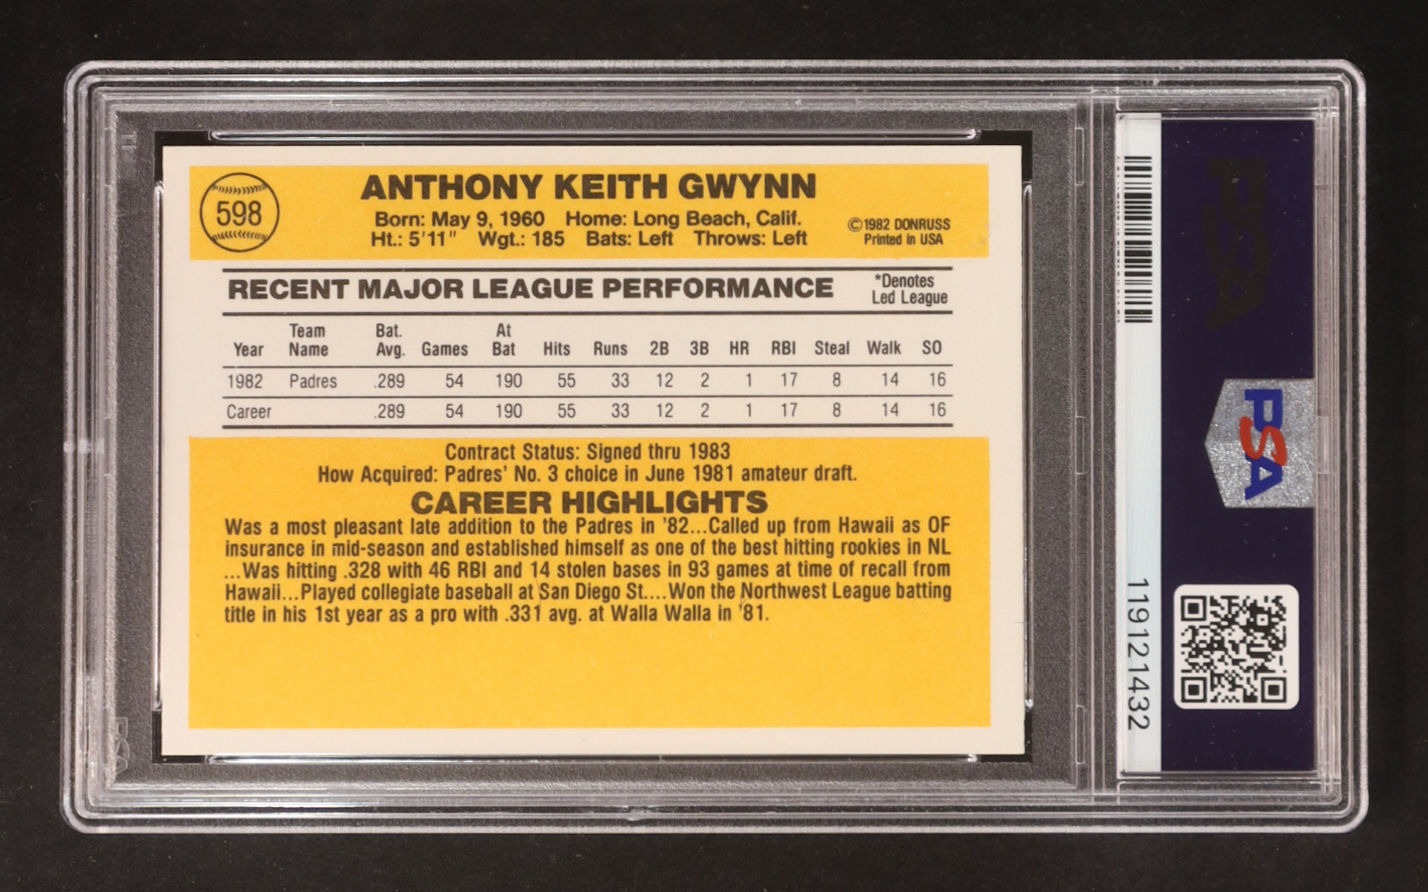 598
ANTHONY KEITH GWYNN
Born: May 9, 1960 Home: Long Beach, Calif.
Ht.: 5'11" Wgt.: 185 Bats: Left Throws: Left
©1982 DONRUSS
Printed in USA
RECENT MAJOR LEAGUE PERFORMANCE
*Denotes
Led League
Year Team Name Bat. Avg. Games At Bat Hits Runs 2B 3B HR RBI Steal Walk SO
1982 Padres .289 54 190 55 33 12 2 1 17 8 14 16
Career .289 54 190 55 33 12 2 1 17 8 14 16
Contract Status: Signed thru 1983
How Acquired: Padres' No. 3 choice in June 1981 amateur draft.
CAREER HIGHLIGHTS
Was a most pleasant late addition to the Padres in '82...Called up from Hawaii as OF
insurance in mid-season and established himself as one of the best hitting rookies in NL
...Was hitting .328 with 46 RBI and 14 stolen bases in 93 games at time of recall from
Hawaii...Played collegiate baseball at San Diego St....Won the Northwest League batting
title in his 1st year as a pro with .331 avg. at Walla Walla in '81.
PSA
PSA
119121432